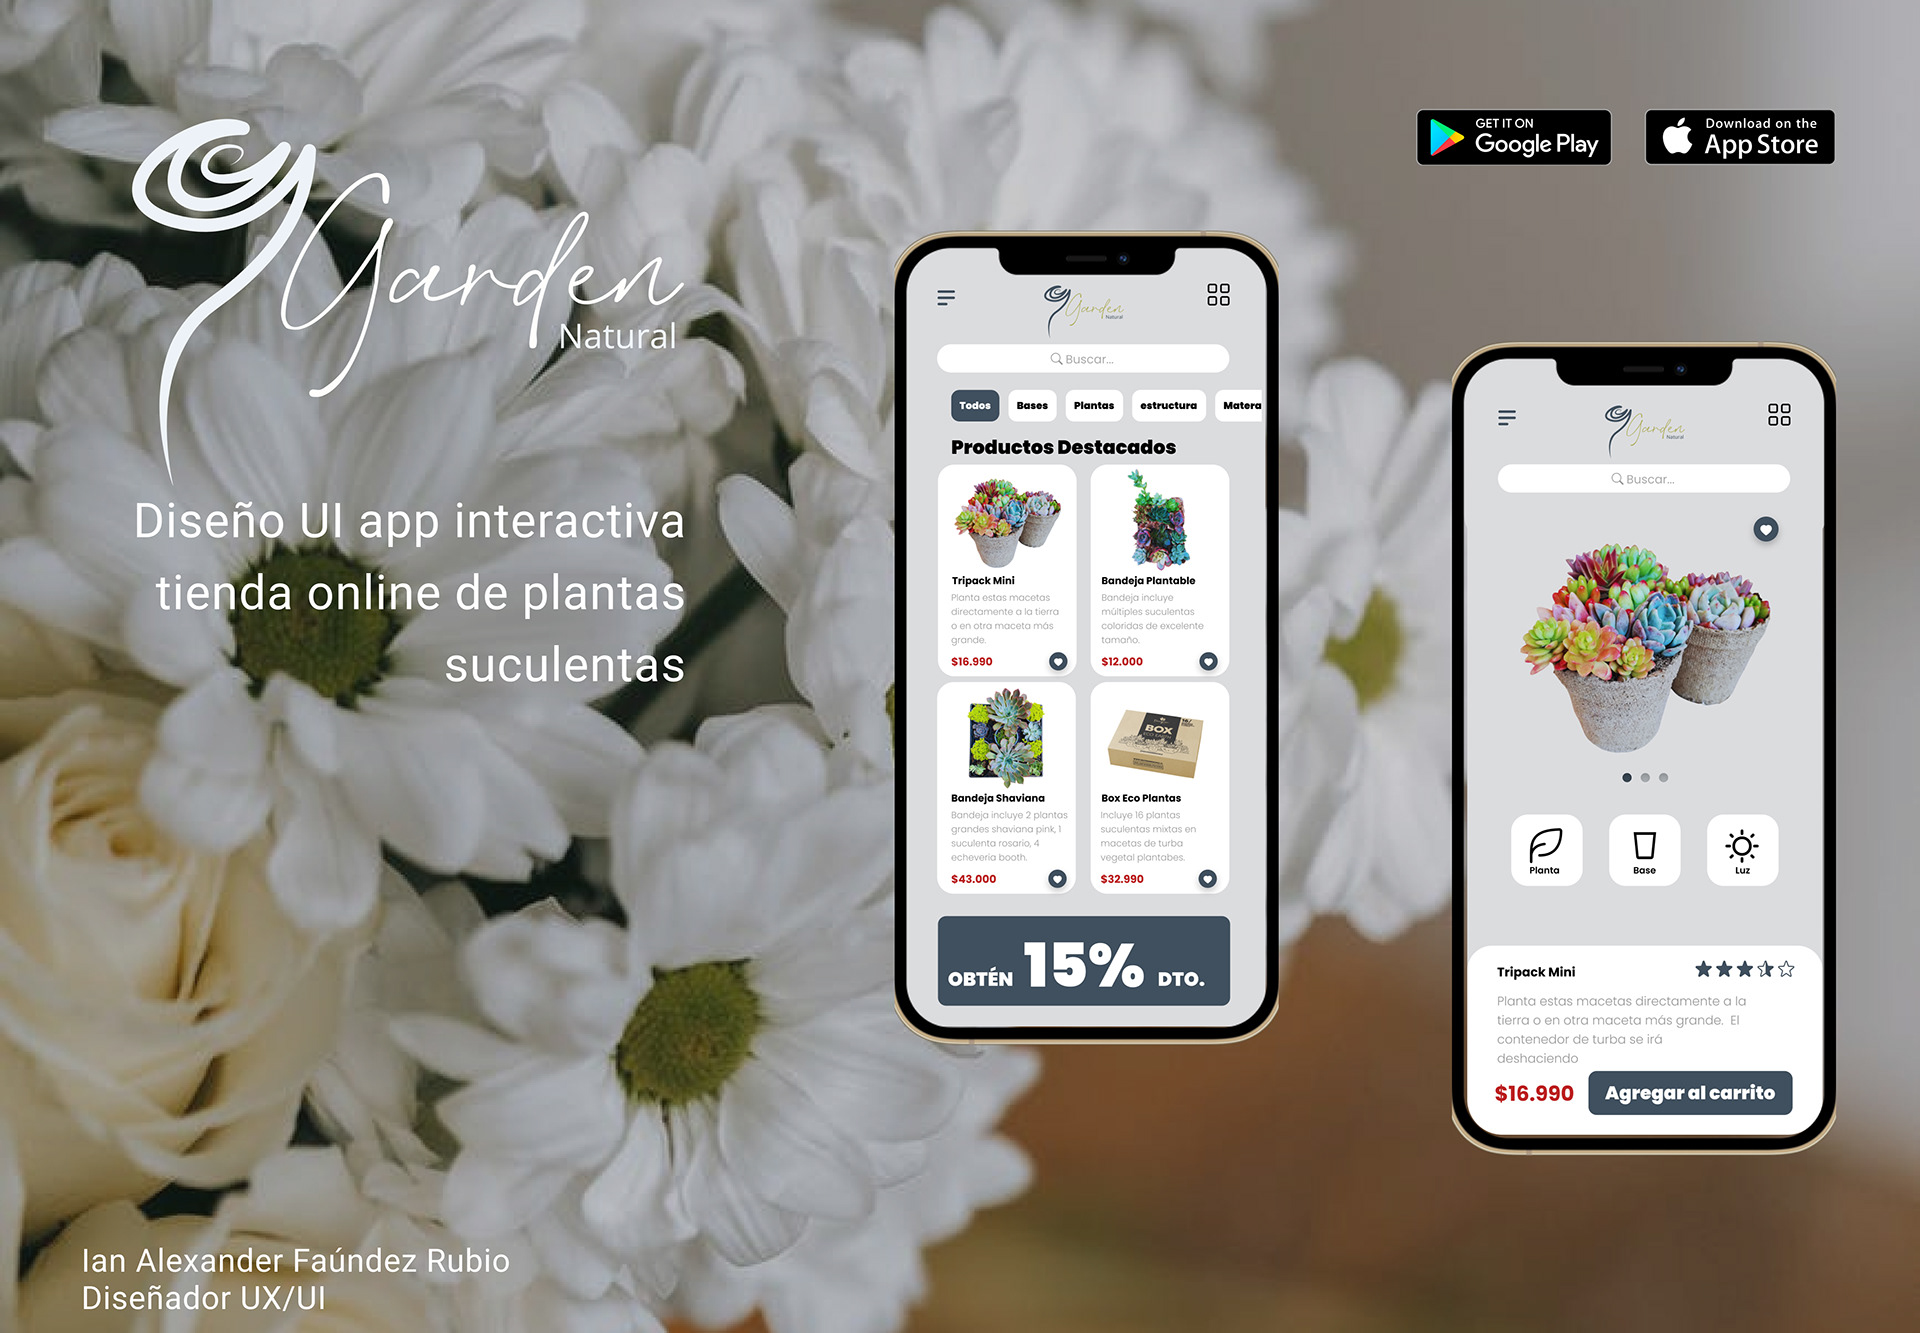 Garden
Natural
Diseño UI app interactiva
tienda online de plantas
suculentas
Ian Alexander Faúndez Rubio
Diseñador UX/UI
GET IT ON
Google Play
Download on the
App Store
Garden
Natural
Buscar...
Todos
Bases
Plantas
estructura
Matera
Productos Destacados
Tripack Mini
Planta estas macetas
directamente a la tierra
o en otra maceta más
grande.
$16.990
Bandeja Plantable
Bandeja incluye
múltiples suculentas
coloridas de excelente
tamaño.
$12.000
Bandeja Shaviana
Bandeja incluye 2 plantas
grandes shaviana pink, 1
suculenta rosario, 4
echeveria booth.
$43.000
BOX
Box Eco Plantas
Incluye 16 plantas
suculentas mixtas en
macetas de turba
vegetal plantabes.
$32.990
OBTÉN 15% DTO.
Garden
Natural
Buscar...
Planta
Base
Luz
Tripack Mini
Planta estas macetas directamente a la
tierra o en otra maceta más grande. El
contenedor de turba se irá
deshaciendo
$16.990
Agregar al carrito